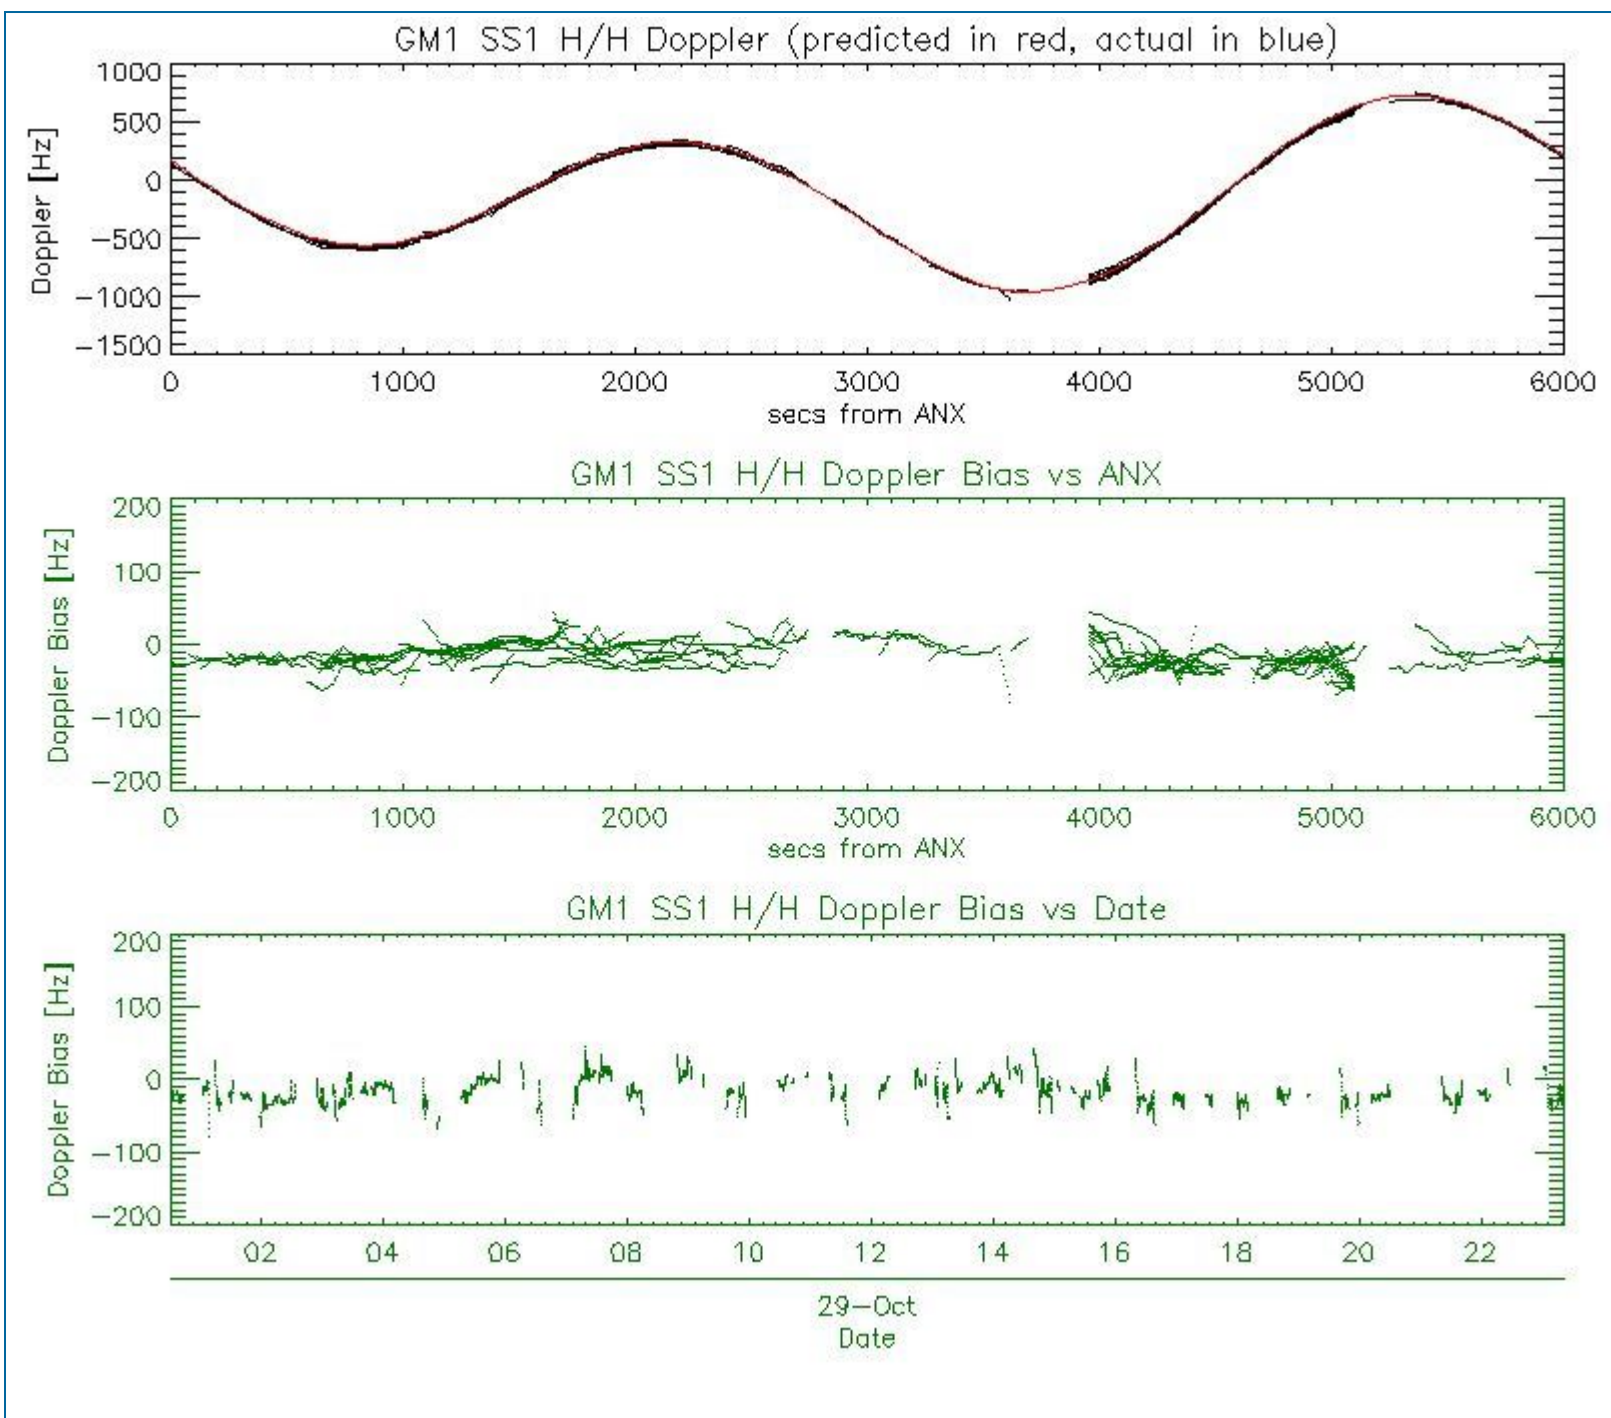 GM1 SS1 H/H Doppler (predicted in red, actual in blue)
1000
500
0
-500
-1000
-1500
Doppler [Hz]
0 1000 2000 3000 4000 5000 6000
secs from ANX
GM1 SS1 H/H Doppler Bias vs ANX
200
100
0
-100
-200
Doppler Bias [Hz]
0 1000 2000 3000 4000 5000 6000
secs from ANX
GM1 SS1 H/H Doppler Bias vs Date
200
100
0
-100
-200
Doppler Bias [Hz]
02 04 06 08 10 12 14 16 18 20 22
29-Oct
Date